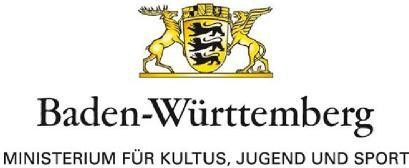 Baden-Württemberg
MINISTERIUM FÜR KULTUS, JUGEND UND SPORT